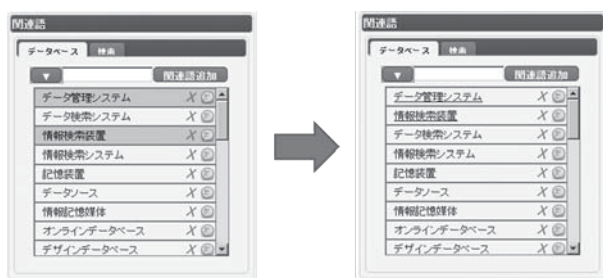 関連語
データベース 検索
▼ 関連語追加
データ管理システム X
データ検索システム X
情報検索装置 X
情報検索システム X
記憶装置 X
データソース X
情報記憶媒体 X
オンラインデータベース X
デザインデータベース X
関連語
データベース 検索
▼ 関連語追加
データ管理システム X
情報検索装置 X
データ検索システム X
情報検索システム X
記憶装置 X
データソース X
情報記憶媒体 X
オンラインデータベース X
デザインデータベース X